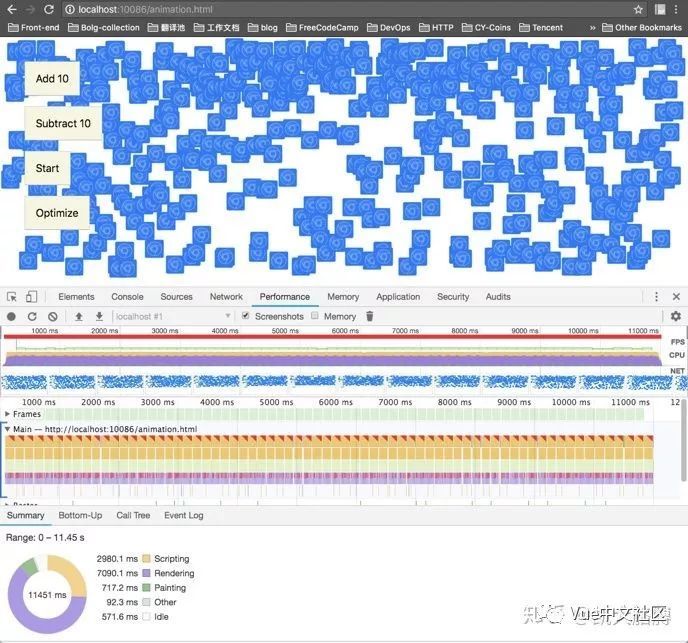 localhost:10086/animation.html
Front-end Bolg-collection 翻译池 工作文档 blog FreeCodeCamp DevOps HTTP CY-Coins Tencent » Other Bookmarks
Add 10
Subtract 10
Start
Optimize
Elements Console Sources Network Performance Memory Application Security Audits
localhost #1 Screenshots Memory
1000 ms 2000 ms 3000 ms 4000 ms 5000 ms 6000 ms 7000 ms 8000 ms 9000 ms 10000 ms 11000 ms
FPS
CPU
NET
1000 ms 2000 ms 3000 ms 4000 ms 5000 ms 6000 ms 7000 ms 8000 ms 9000 ms 10000 ms 11000 ms 12
Frames
Main — http://localhost:10086/animation.html
Summary Bottom-Up Call Tree Event Log
Range: 0 – 11.45 s
2980.1 ms Scripting
7090.1 ms Rendering
717.2 ms Painting
92.3 ms Other
571.6 ms Idle
11451 ms
Vue中文社区